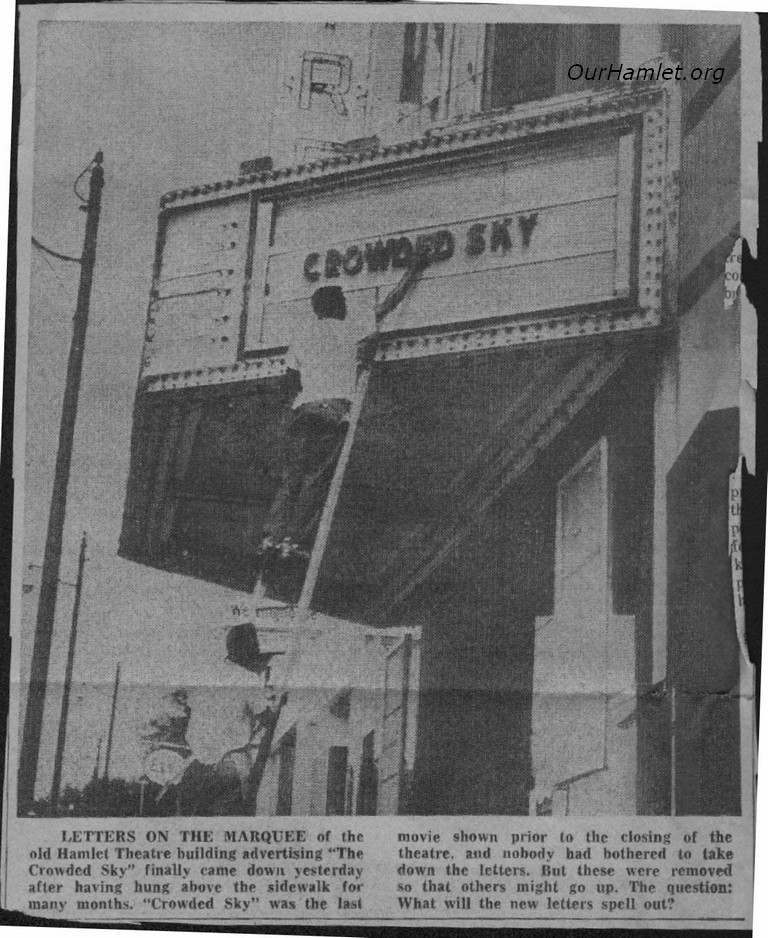 OurHamlet.org
R
CROWDED SKY
LETTERS ON THE MARQUEE of the
old Hamlet Theatre building advertising "The
Crowded Sky" finally came down yesterday
after having hung above the sidewalk for
many months. "Crowded Sky" was the last
movie shown prior to the closing of the
theatre, and nobody had bothered to take
down the letters. But these were removed
so that others might go up. The question:
What will the new letters spell out?